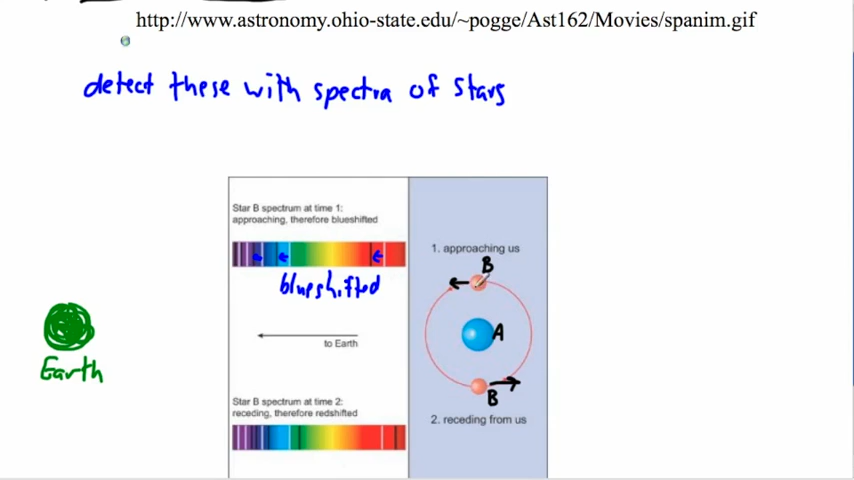 http://www.astronomy.ohio-state.edu/~pogge/Ast162/Movies/spanim.gif
detect these with spectra of stars
Star B spectrum at time 1:
approaching, therefore blueshifted
blueshifted
1. approaching us
B
A
to Earth
Earth
B
Star B spectrum at time 2:
receding, therefore redshifted
2. receding from us